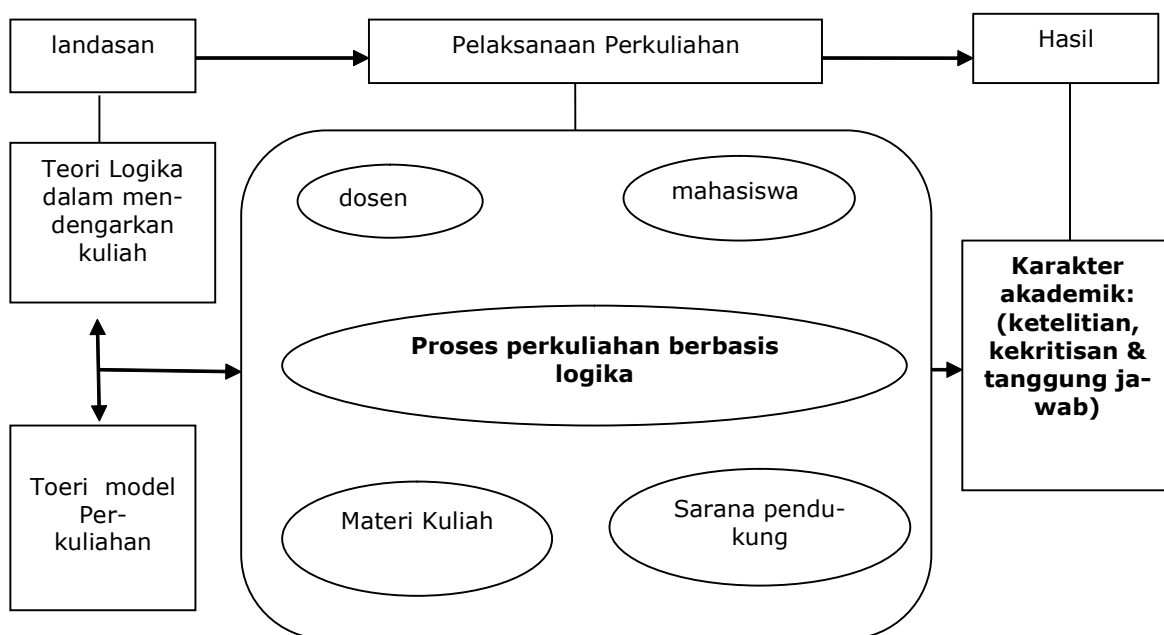 landasan
Pelaksanaan Perkuliahan
Hasil
Teori Logika
dalam men-
dengarkan
kuliah
dosen
mahasiswa
Karakter
akademik:
(ketelitian,
kekritisan &
tanggung ja-
wab)
Proses perkuliahan berbasis
logika
Toeri model
Per-
kuliahan
Materi Kuliah
Sarana pendu-
kung